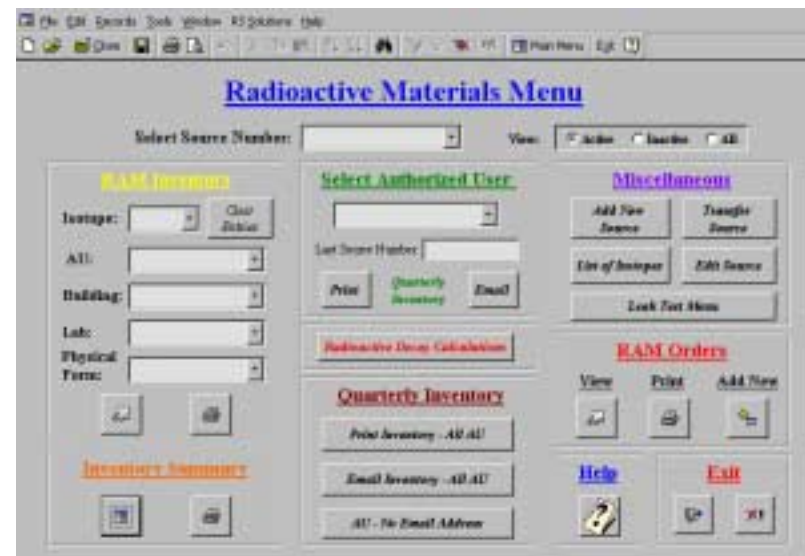 File Edit Records Tools Window RS Solutions Help
Close Main Menu Exit
Radioactive Materials Menu
Select Source Number:
View: Active Inactive All
RAM Inventory
Isotope:
Clear Entries
AU:
Building:
Lab:
Physical
Form:
Inventory Summary
Select Authorized User
Last Source Number
Print
Quarterly
Inventory
Email
Radioactive Decay Calculations
Quarterly Inventory
Print Inventory - All AU
Email Inventory - All AU
AU - No Email Address
Miscellaneous
Add New
Source
Transfer
Source
List of Isotopes
Edit Source
Leak Test Menu
RAM Orders
View Print Add New
Help
Exit